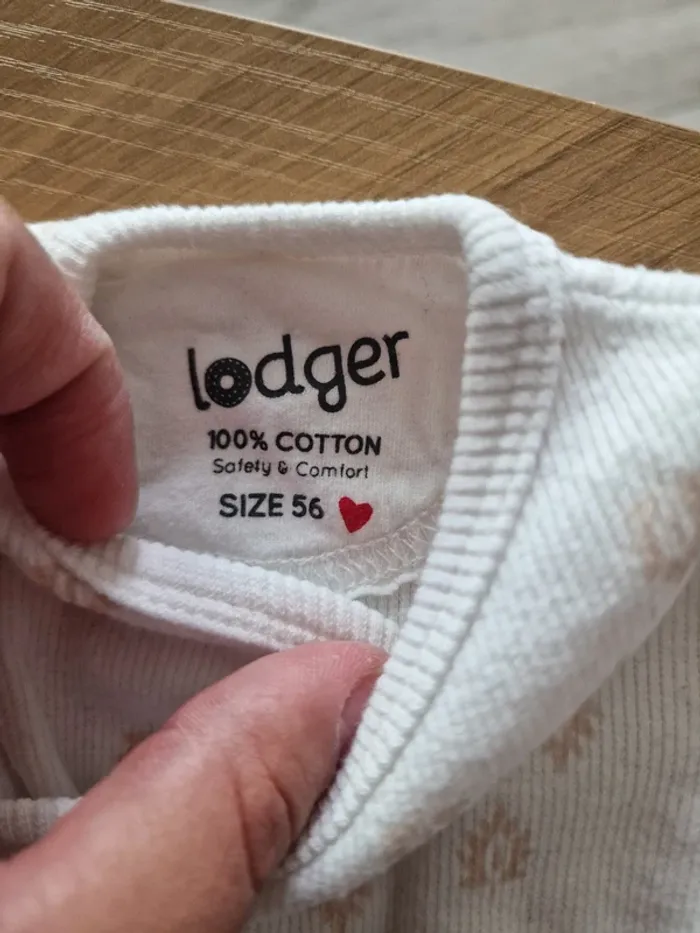 lodger
100% COTTON
Safety & Comfort
SIZE 56